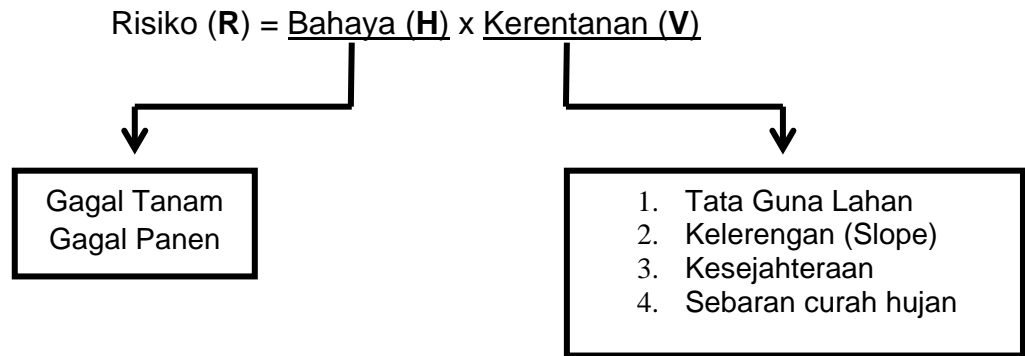 Risiko (R) = Bahaya (H) x Kerentanan (V)
Gagal Tanam
Gagal Panen
1. Tata Guna Lahan
2. Kelerengan (Slope)
3. Kesejahteraan
4. Sebaran curah hujan